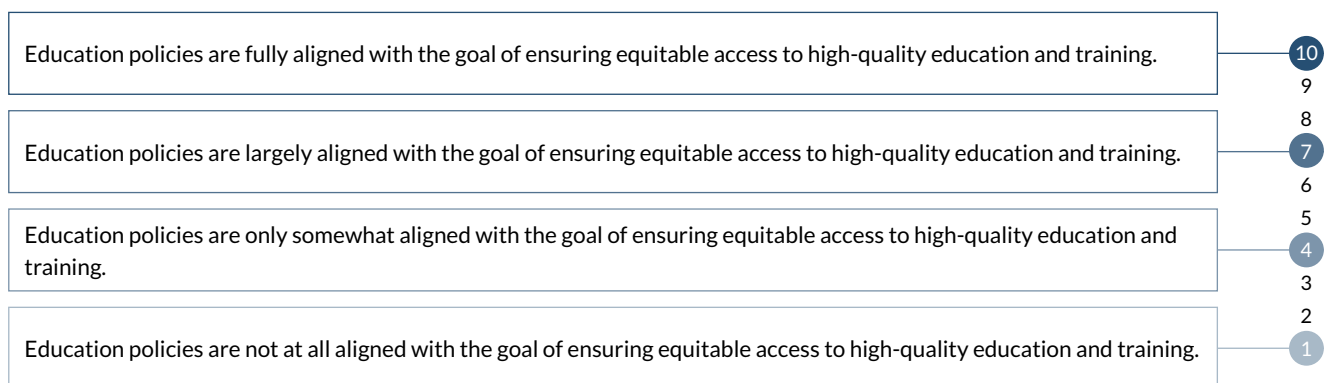 Education policies are fully aligned with the goal of ensuring equitable access to high-quality education and training.
10
9
8
Education policies are largely aligned with the goal of ensuring equitable access to high-quality education and training.
7
6
5
Education policies are only somewhat aligned with the goal of ensuring equitable access to high-quality education and
training.
4
3
2
Education policies are not at all aligned with the goal of ensuring equitable access to high-quality education and training.
1